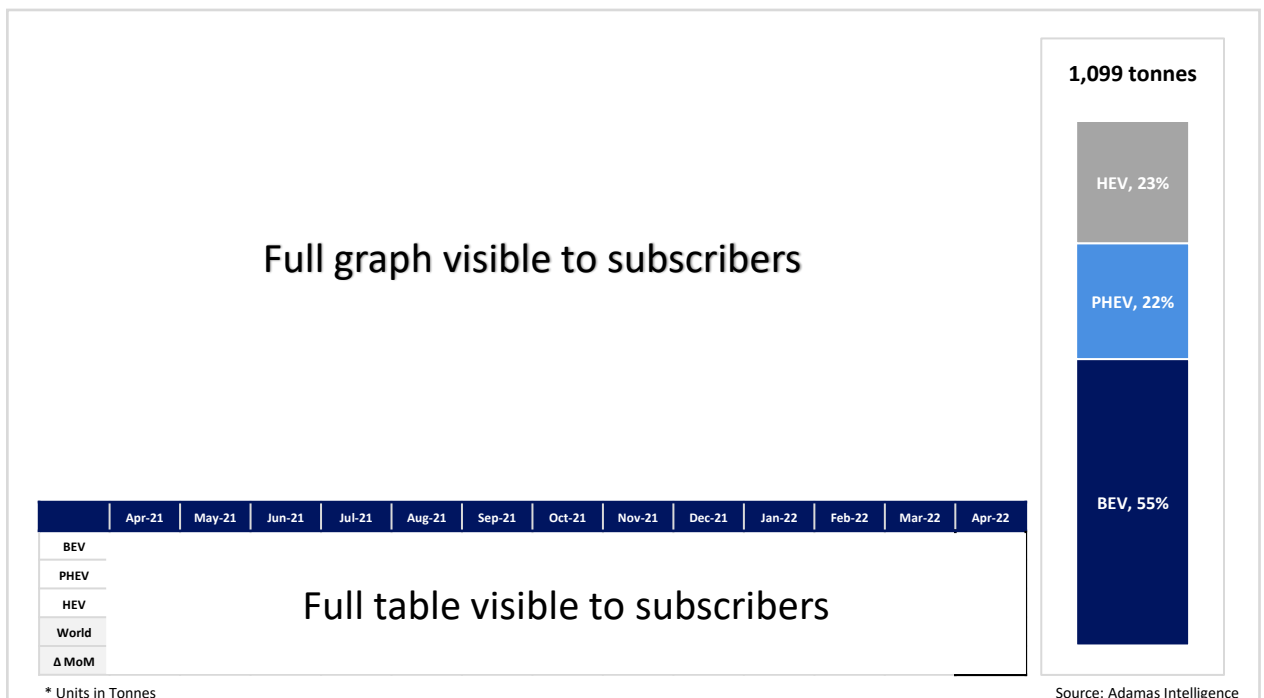 1,099 tonnes
HEV, 23%
PHEV, 22%
BEV, 55%
Full graph visible to subscribers
Apr-21 May-21 Jun-21 Jul-21 Aug-21 Sep-21 Oct-21 Nov-21 Dec-21 Jan-22 Feb-22 Mar-22 Apr-22
BEV
PHEV
HEV
World
Δ MoM
Full table visible to subscribers
* Units in Tonnes
Source: Adamas Intelligence